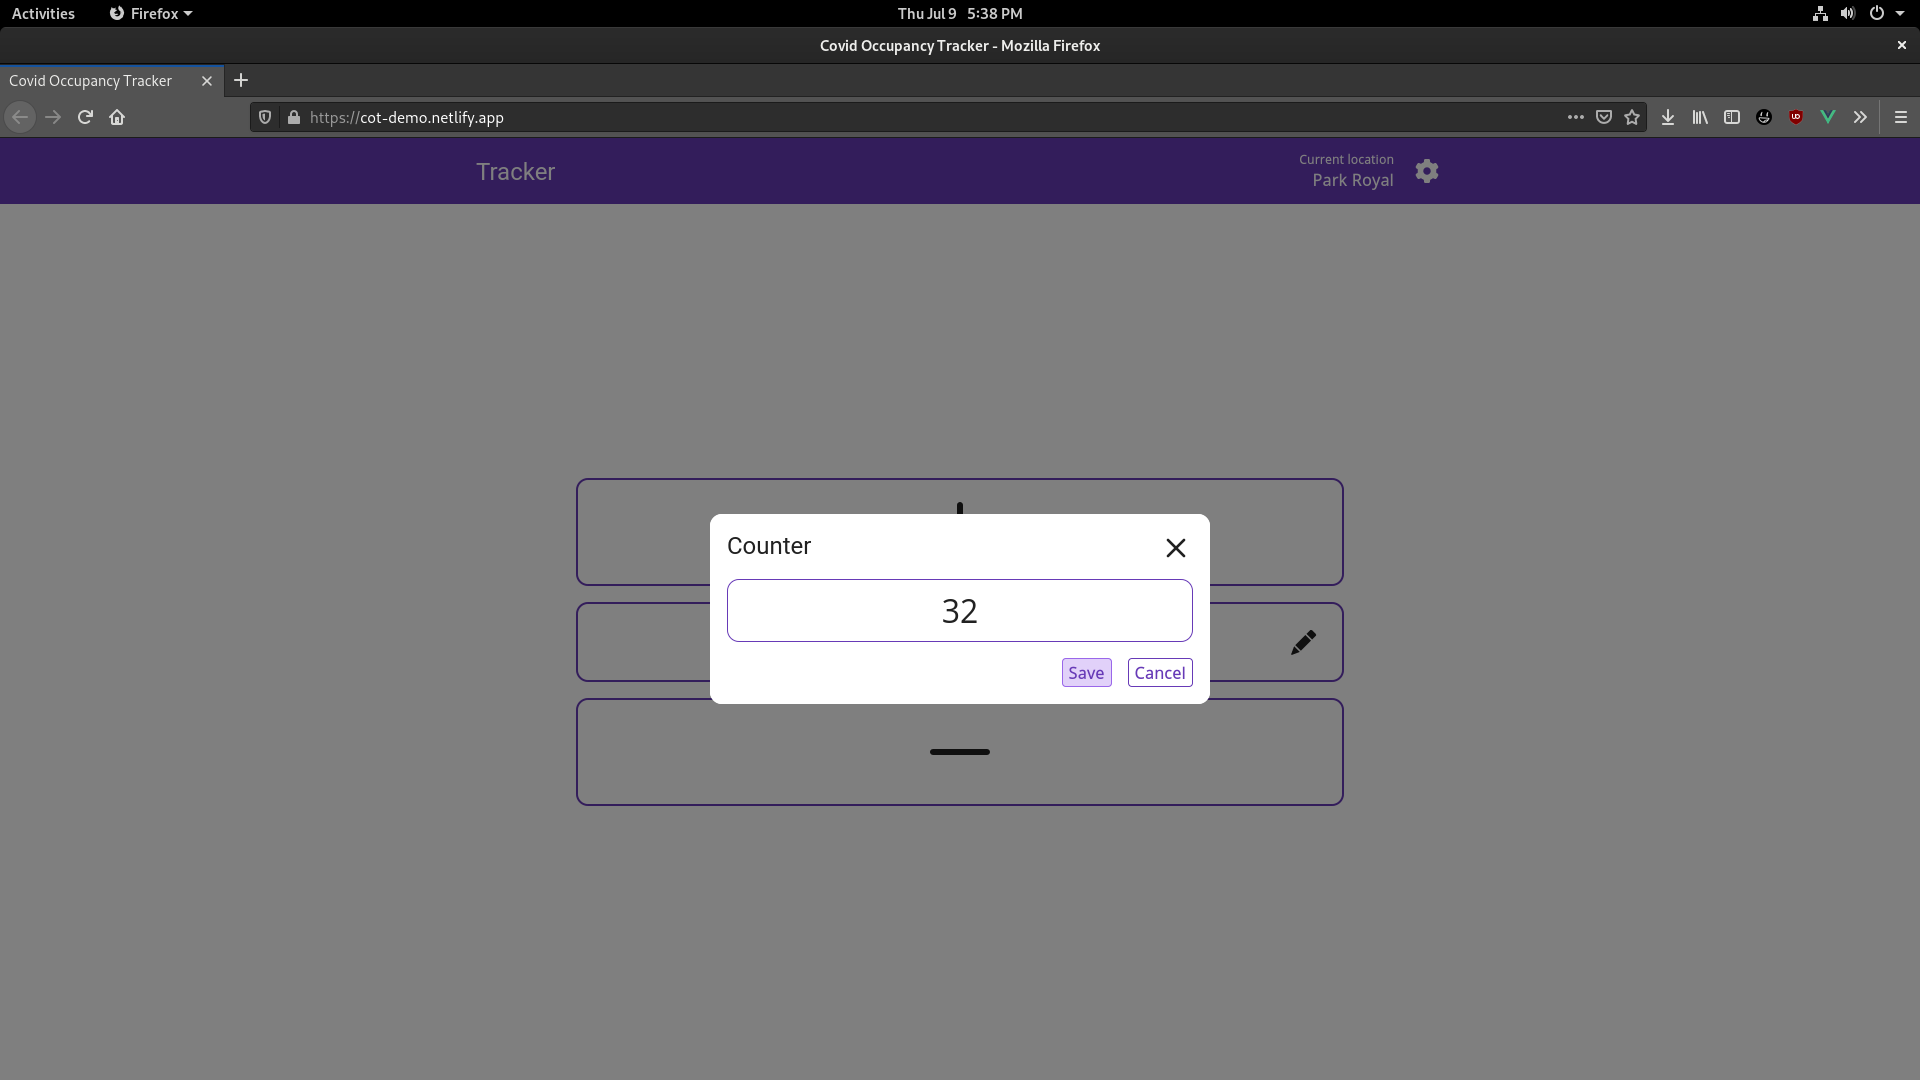 Activities
Firefox
Thu Jul 9 5:38 PM
Covid Occupancy Tracker - Mozilla Firefox
Covid Occupancy Tracker
https://cot-demo.netlify.app
Tracker
Current location
Park Royal
Counter
32
Save
Cancel